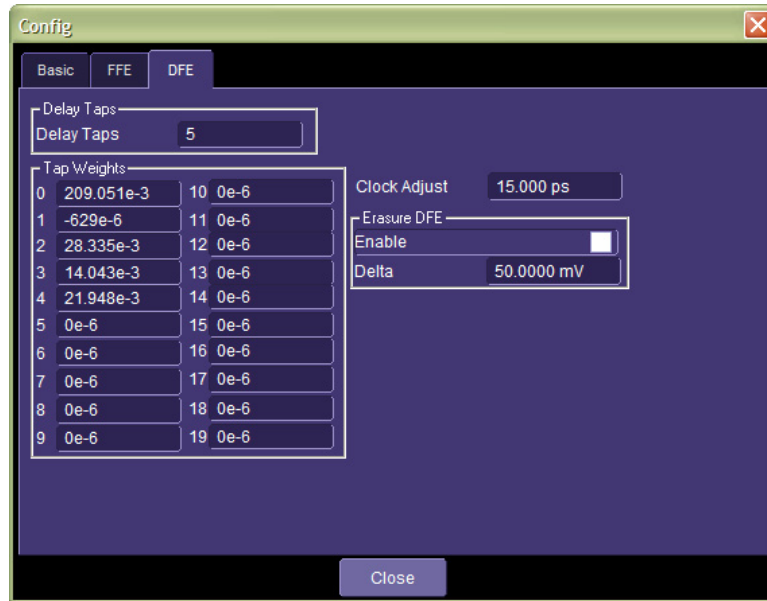 Config
Basic FFE DFE
Delay Taps
Delay Taps 5
Tap Weights
0 209.051e-3 10 0e-6
1 -629e-6 11 0e-6
2 28.335e-3 12 0e-6
3 14.043e-3 13 0e-6
4 21.948e-3 14 0e-6
5 0e-6 15 0e-6
6 0e-6 16 0e-6
7 0e-6 17 0e-6
8 0e-6 18 0e-6
9 0e-6 19 0e-6
Clock Adjust 15.000 ps
Erasure DFE
Enable
Delta 50.0000 mV
Close